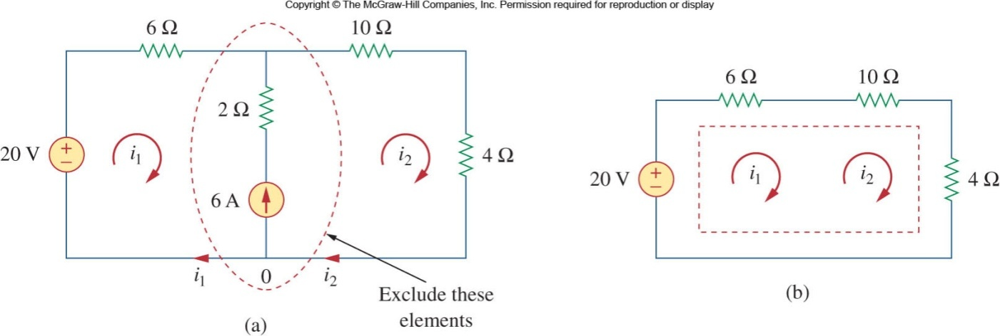 Copyright © The McGraw-Hill Companies, Inc. Permission required for reproduction or display
6 Ω
10 Ω
2 Ω
20 V
+
–
i₁
i₂
4 Ω
6 A
i₁
0
i₂
Exclude these
elements
(a)
6 Ω
10 Ω
20 V
+
–
i₁
i₂
4 Ω
(b)